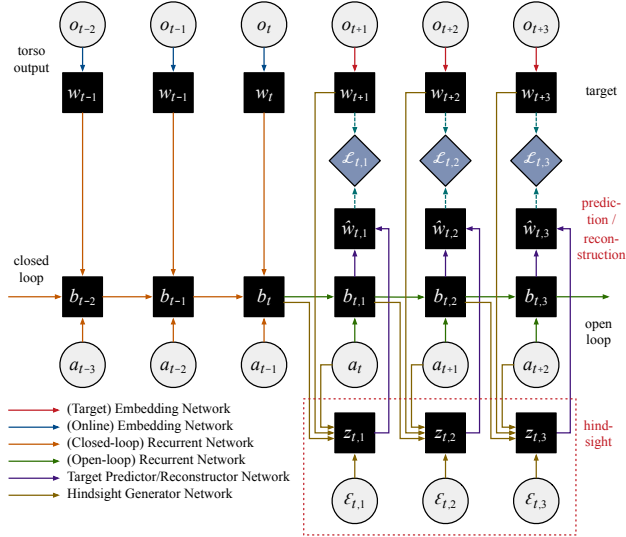 o_{t−2} o_{t−1} o_t o_{t+1} o_{t+2} o_{t+3}
torso
output
w_{t−1} w_{t−1} w_t w_{t+1} w_{t+2} w_{t+3} target
ℒ_{t,1} ℒ_{t,2} ℒ_{t,3}
ŵ_{t,1} ŵ_{t,2} ŵ_{t,3}
predic-
tion /
recon-
struction
closed
loop
b_{t−2} b_{t−1} b_t b_{t,1} b_{t,2} b_{t,3}
open
loop
a_{t−3} a_{t−2} a_{t−1} a_t a_{t+1} a_{t+2}
(Target) Embedding Network
(Online) Embedding Network
(Closed-loop) Recurrent Network
(Open-loop) Recurrent Network
Target Predictor/Reconstructor Network
Hindsight Generator Network
z_{t,1} z_{t,2} z_{t,3}
hind-
sight
ε_{t,1} ε_{t,2} ε_{t,3}